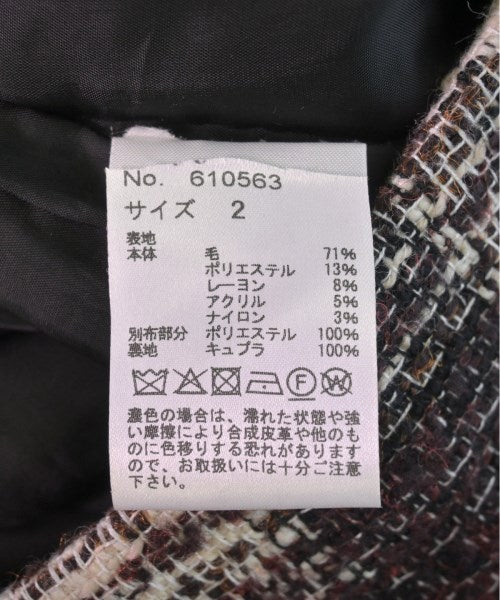 No. 610563
サイズ 2
表地
本体 毛 71%
ポリエステル 13%
レーヨン 8%
アクリル 5%
ナイロン 3%
別布部分 ポリエステル 100%
裏地 キュプラ 100%
F W
濃色の場合は、濡れた状態や強
い摩擦により合成皮革や他のも
のに色移りする恐れがあります
ので、お取扱いには十分ご注意
下さい。